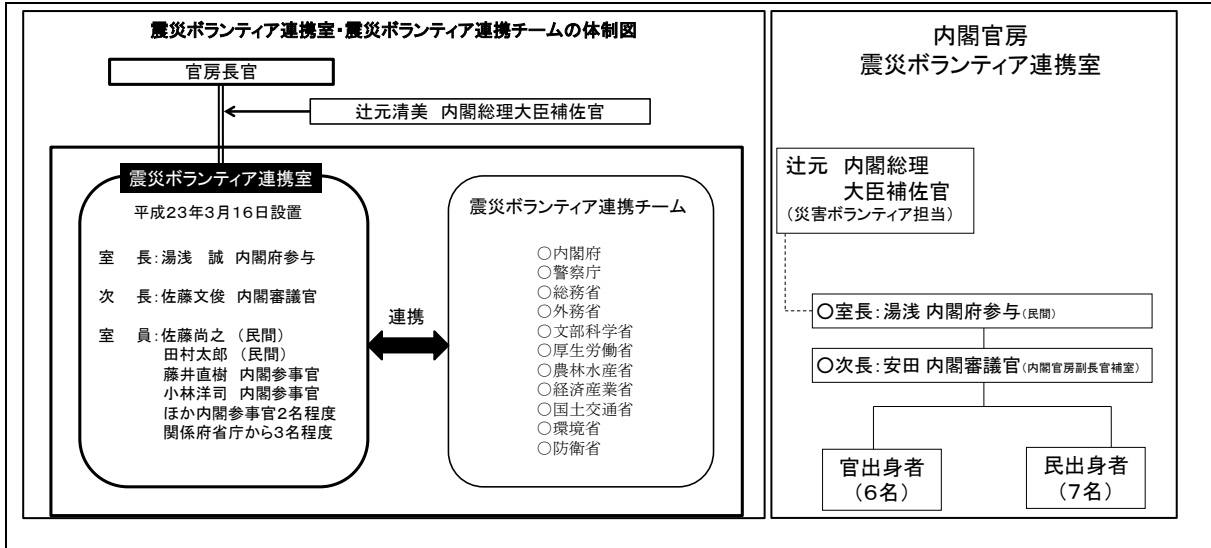 震災ボランティア連携室・震災ボランティア連携チームの体制図
官房長官
辻元清美 内閣総理大臣補佐官
震災ボランティア連携室
平成23年3月16日設置
室 長：湯浅 誠 内閣府参与
次 長：佐藤文俊 内閣審議官
室 員：佐藤尚之（民間）
田村太郎（民間）
藤井直樹 内閣参事官
小林洋司 内閣参事官
ほか内閣参事官2名程度
関係府省庁から3名程度
連携
震災ボランティア連携チーム
○内閣府
○警察庁
○総務省
○外務省
○文部科学省
○厚生労働省
○農林水産省
○経済産業省
○国土交通省
○環境省
○防衛省
内閣官房
震災ボランティア連携室
辻元 内閣総理
大臣補佐官
（災害ボランティア担当）
○室長：湯浅 内閣府参与（民間）
○次長：安田 内閣審議官（内閣官房副長官補室）
官出身者
（6名）
民出身者
（7名）